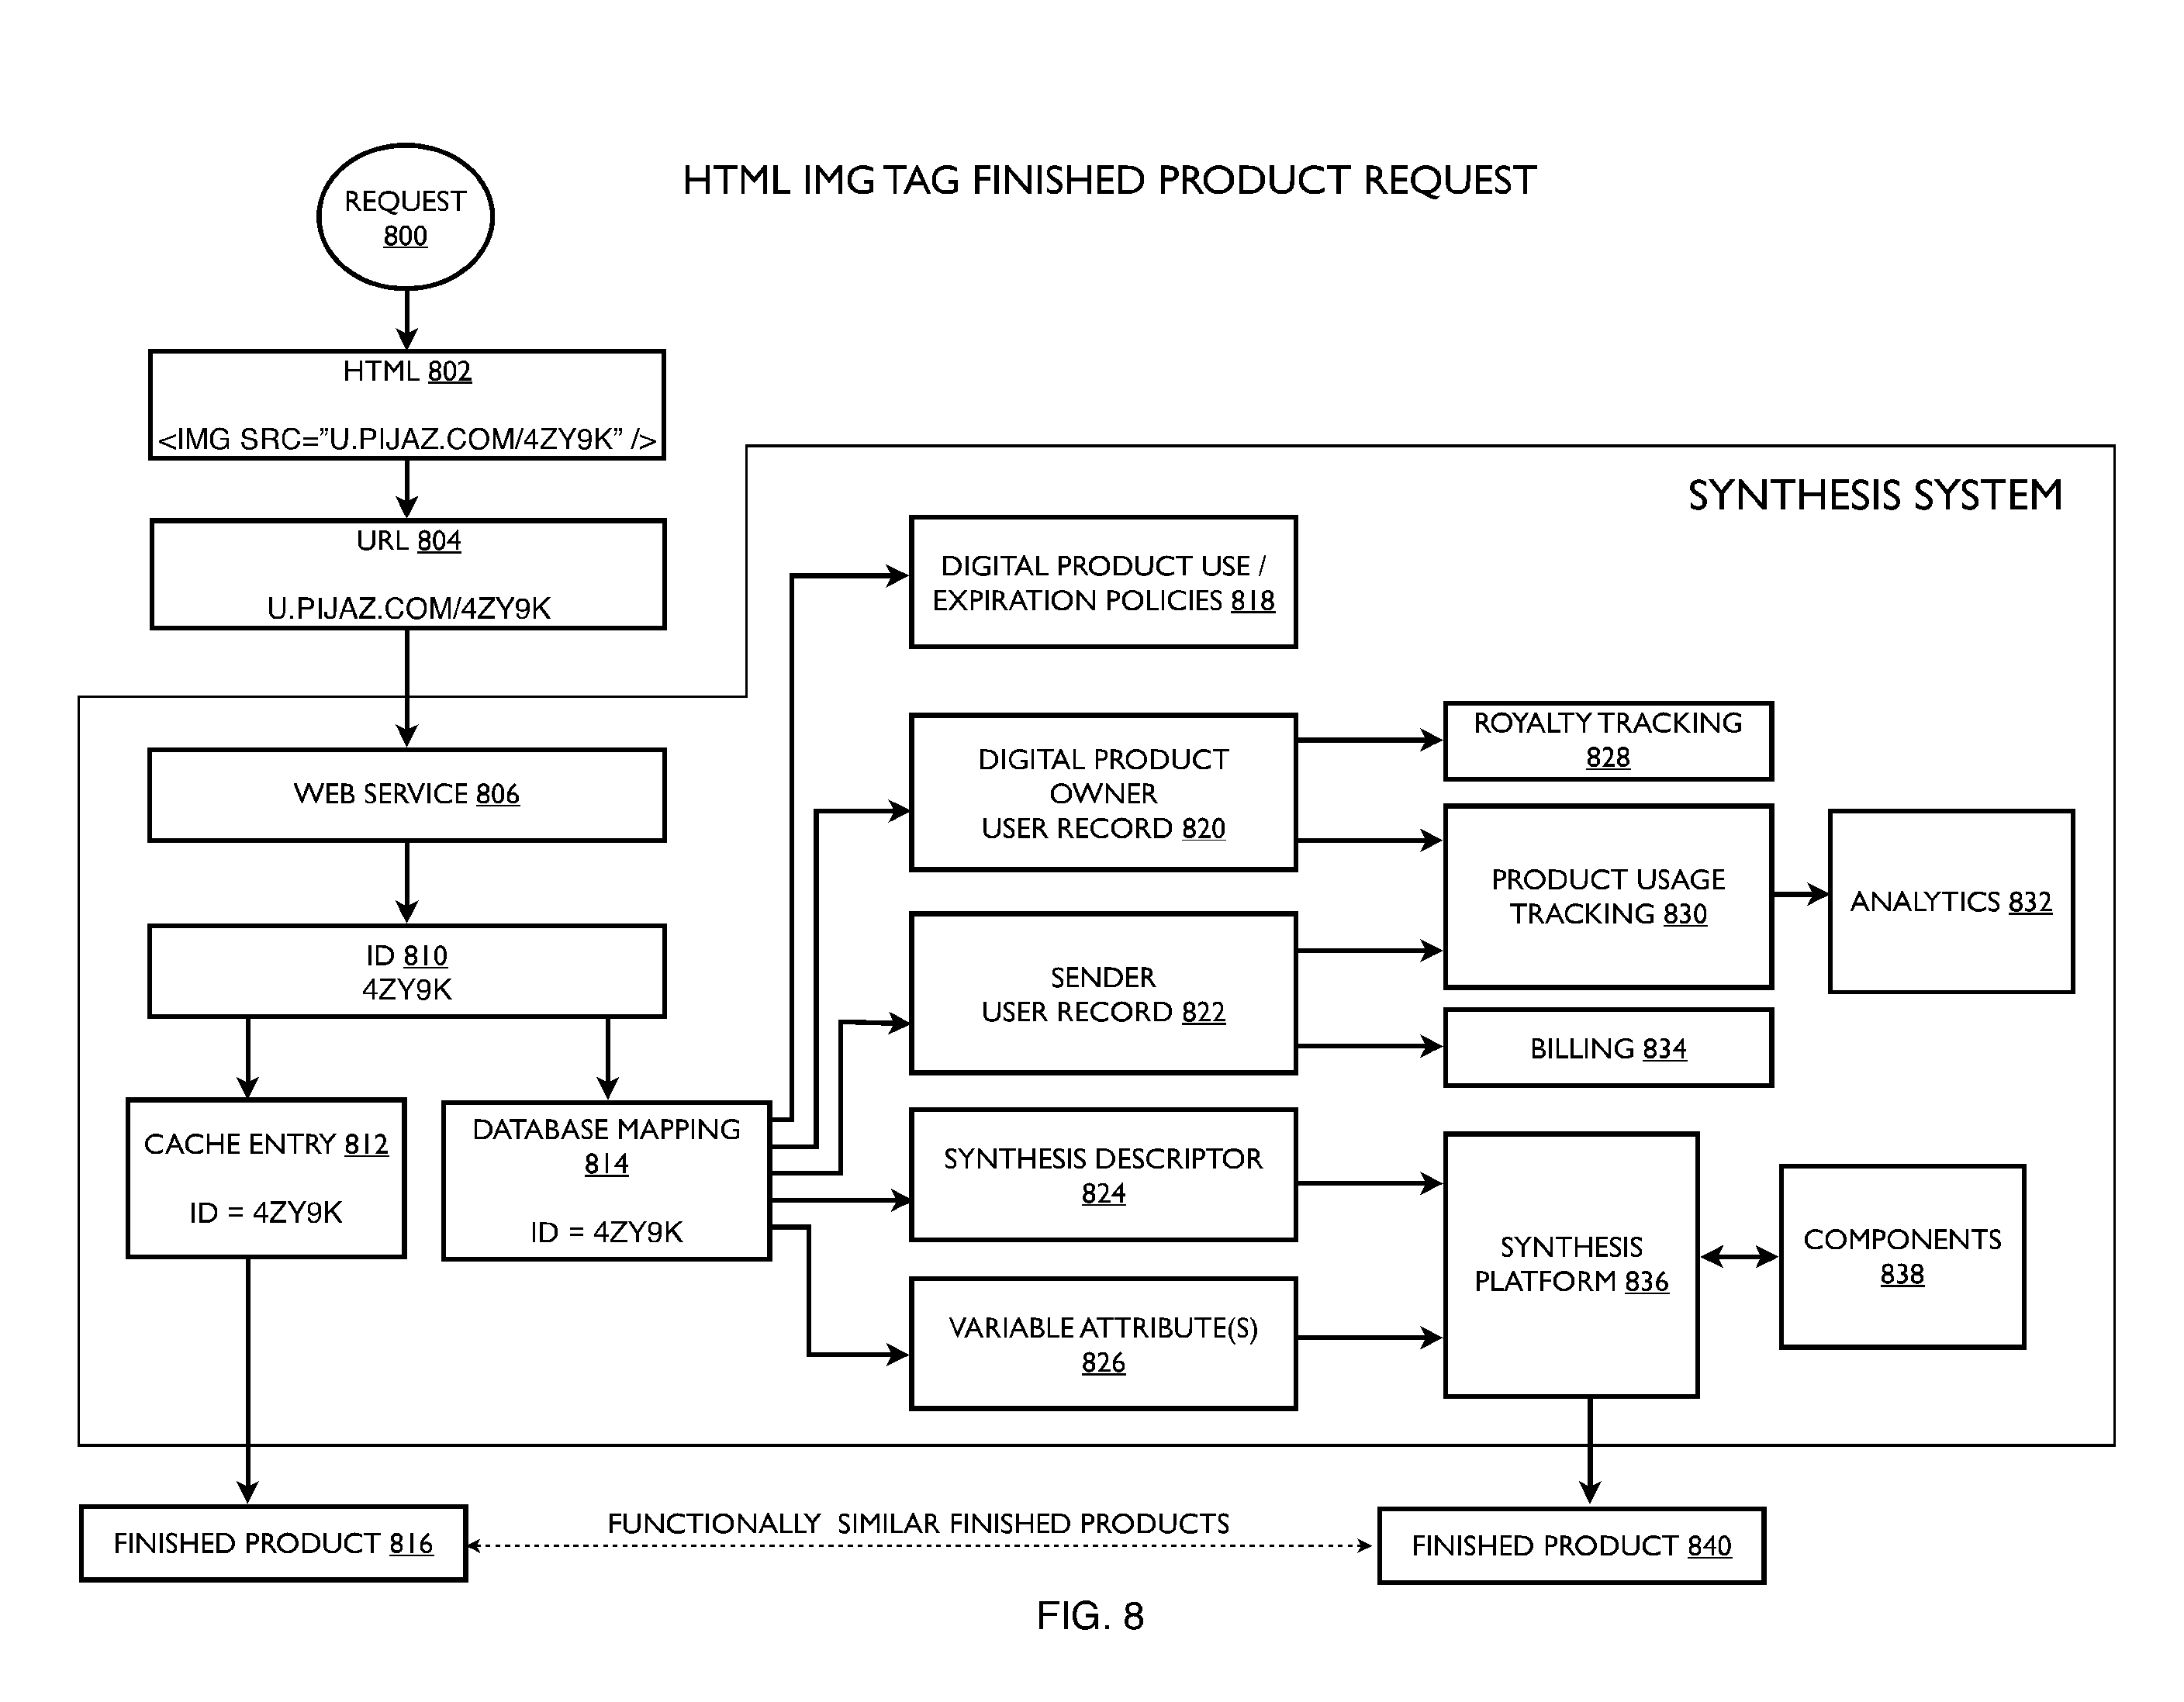 HTML IMG TAG FINISHED PRODUCT REQUEST
REQUEST
800
HTML 802
<IMG SRC=”U.PIJAZ.COM/4ZY9K” />
URL 804
U.PIJAZ.COM/4ZY9K
SYNTHESIS SYSTEM
WEB SERVICE 806
ID 810
4ZY9K
CACHE ENTRY 812
ID = 4ZY9K
DATABASE MAPPING
814
ID = 4ZY9K
DIGITAL PRODUCT USE /
EXPIRATION POLICIES 818
DIGITAL PRODUCT
OWNER
USER RECORD 820
SENDER
USER RECORD 822
SYNTHESIS DESCRIPTOR
824
VARIABLE ATTRIBUTE(S)
826
ROYALTY TRACKING
828
PRODUCT USAGE
TRACKING 830
ANALYTICS 832
BILLING 834
SYNTHESIS
PLATFORM 836
COMPONENTS
838
FINISHED PRODUCT 816
FUNCTIONALLY SIMILAR FINISHED PRODUCTS
FINISHED PRODUCT 840
FIG. 8